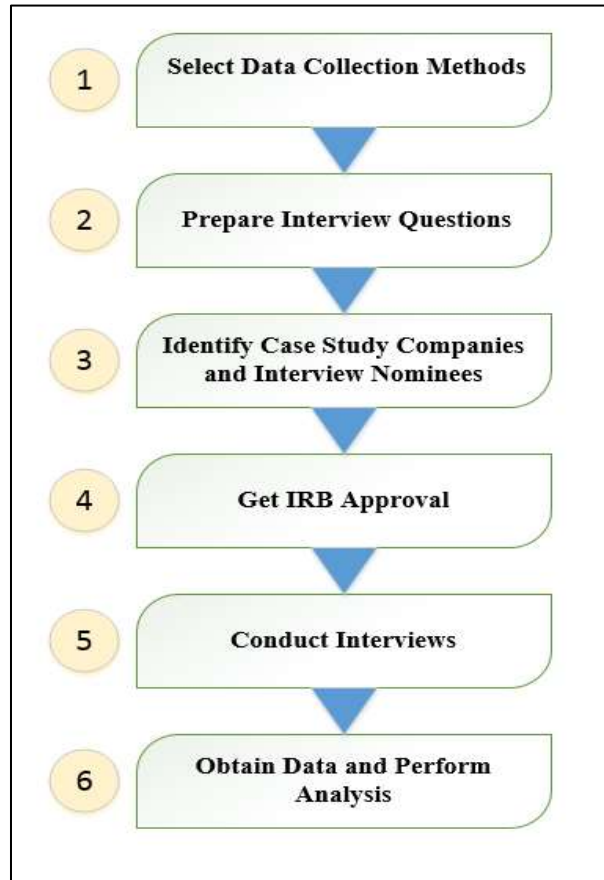 1
Select Data Collection Methods
2
Prepare Interview Questions
3
Identify Case Study Companies
and Interview Nominees
4
Get IRB Approval
5
Conduct Interviews
6
Obtain Data and Perform
Analysis